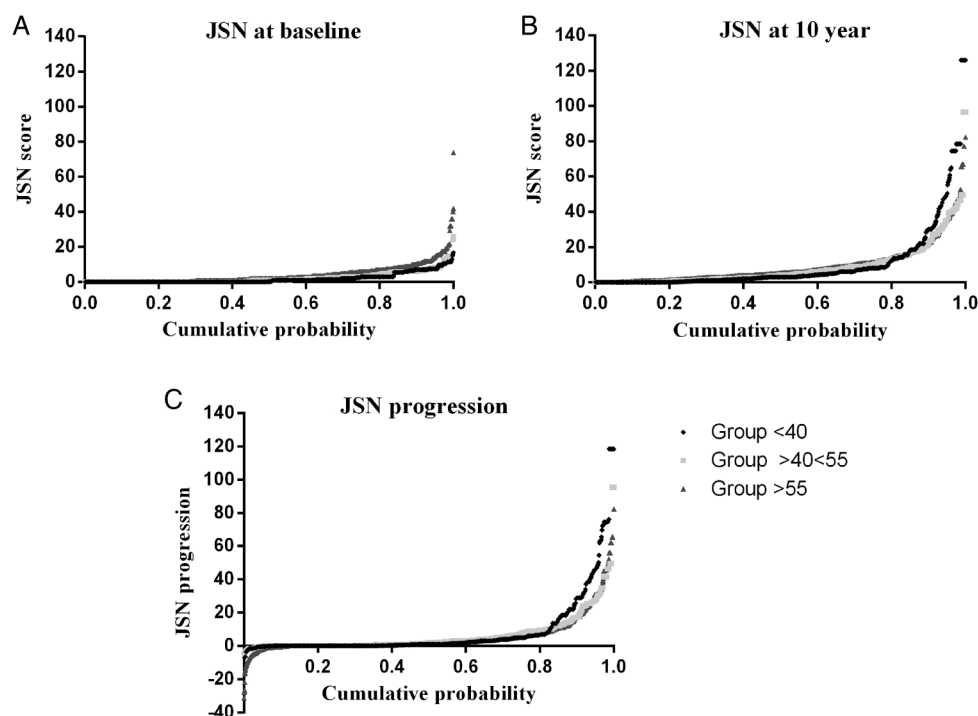 A
JSN at baseline
JSN score
140
120
100
80
60
40
20
0
0.0 0.2 0.4 0.6 0.8 1.0
Cumulative probability
B
JSN at 10 year
JSN score
140
120
100
80
60
40
20
0
0.0 0.2 0.4 0.6 0.8 1.0
Cumulative probability
C
JSN progression
JSN progression
140
120
100
80
60
40
20
0
-20
-40
0.2 0.4 0.6 0.8 1.0
Cumulative probability
Group <40
Group >40<55
Group >55